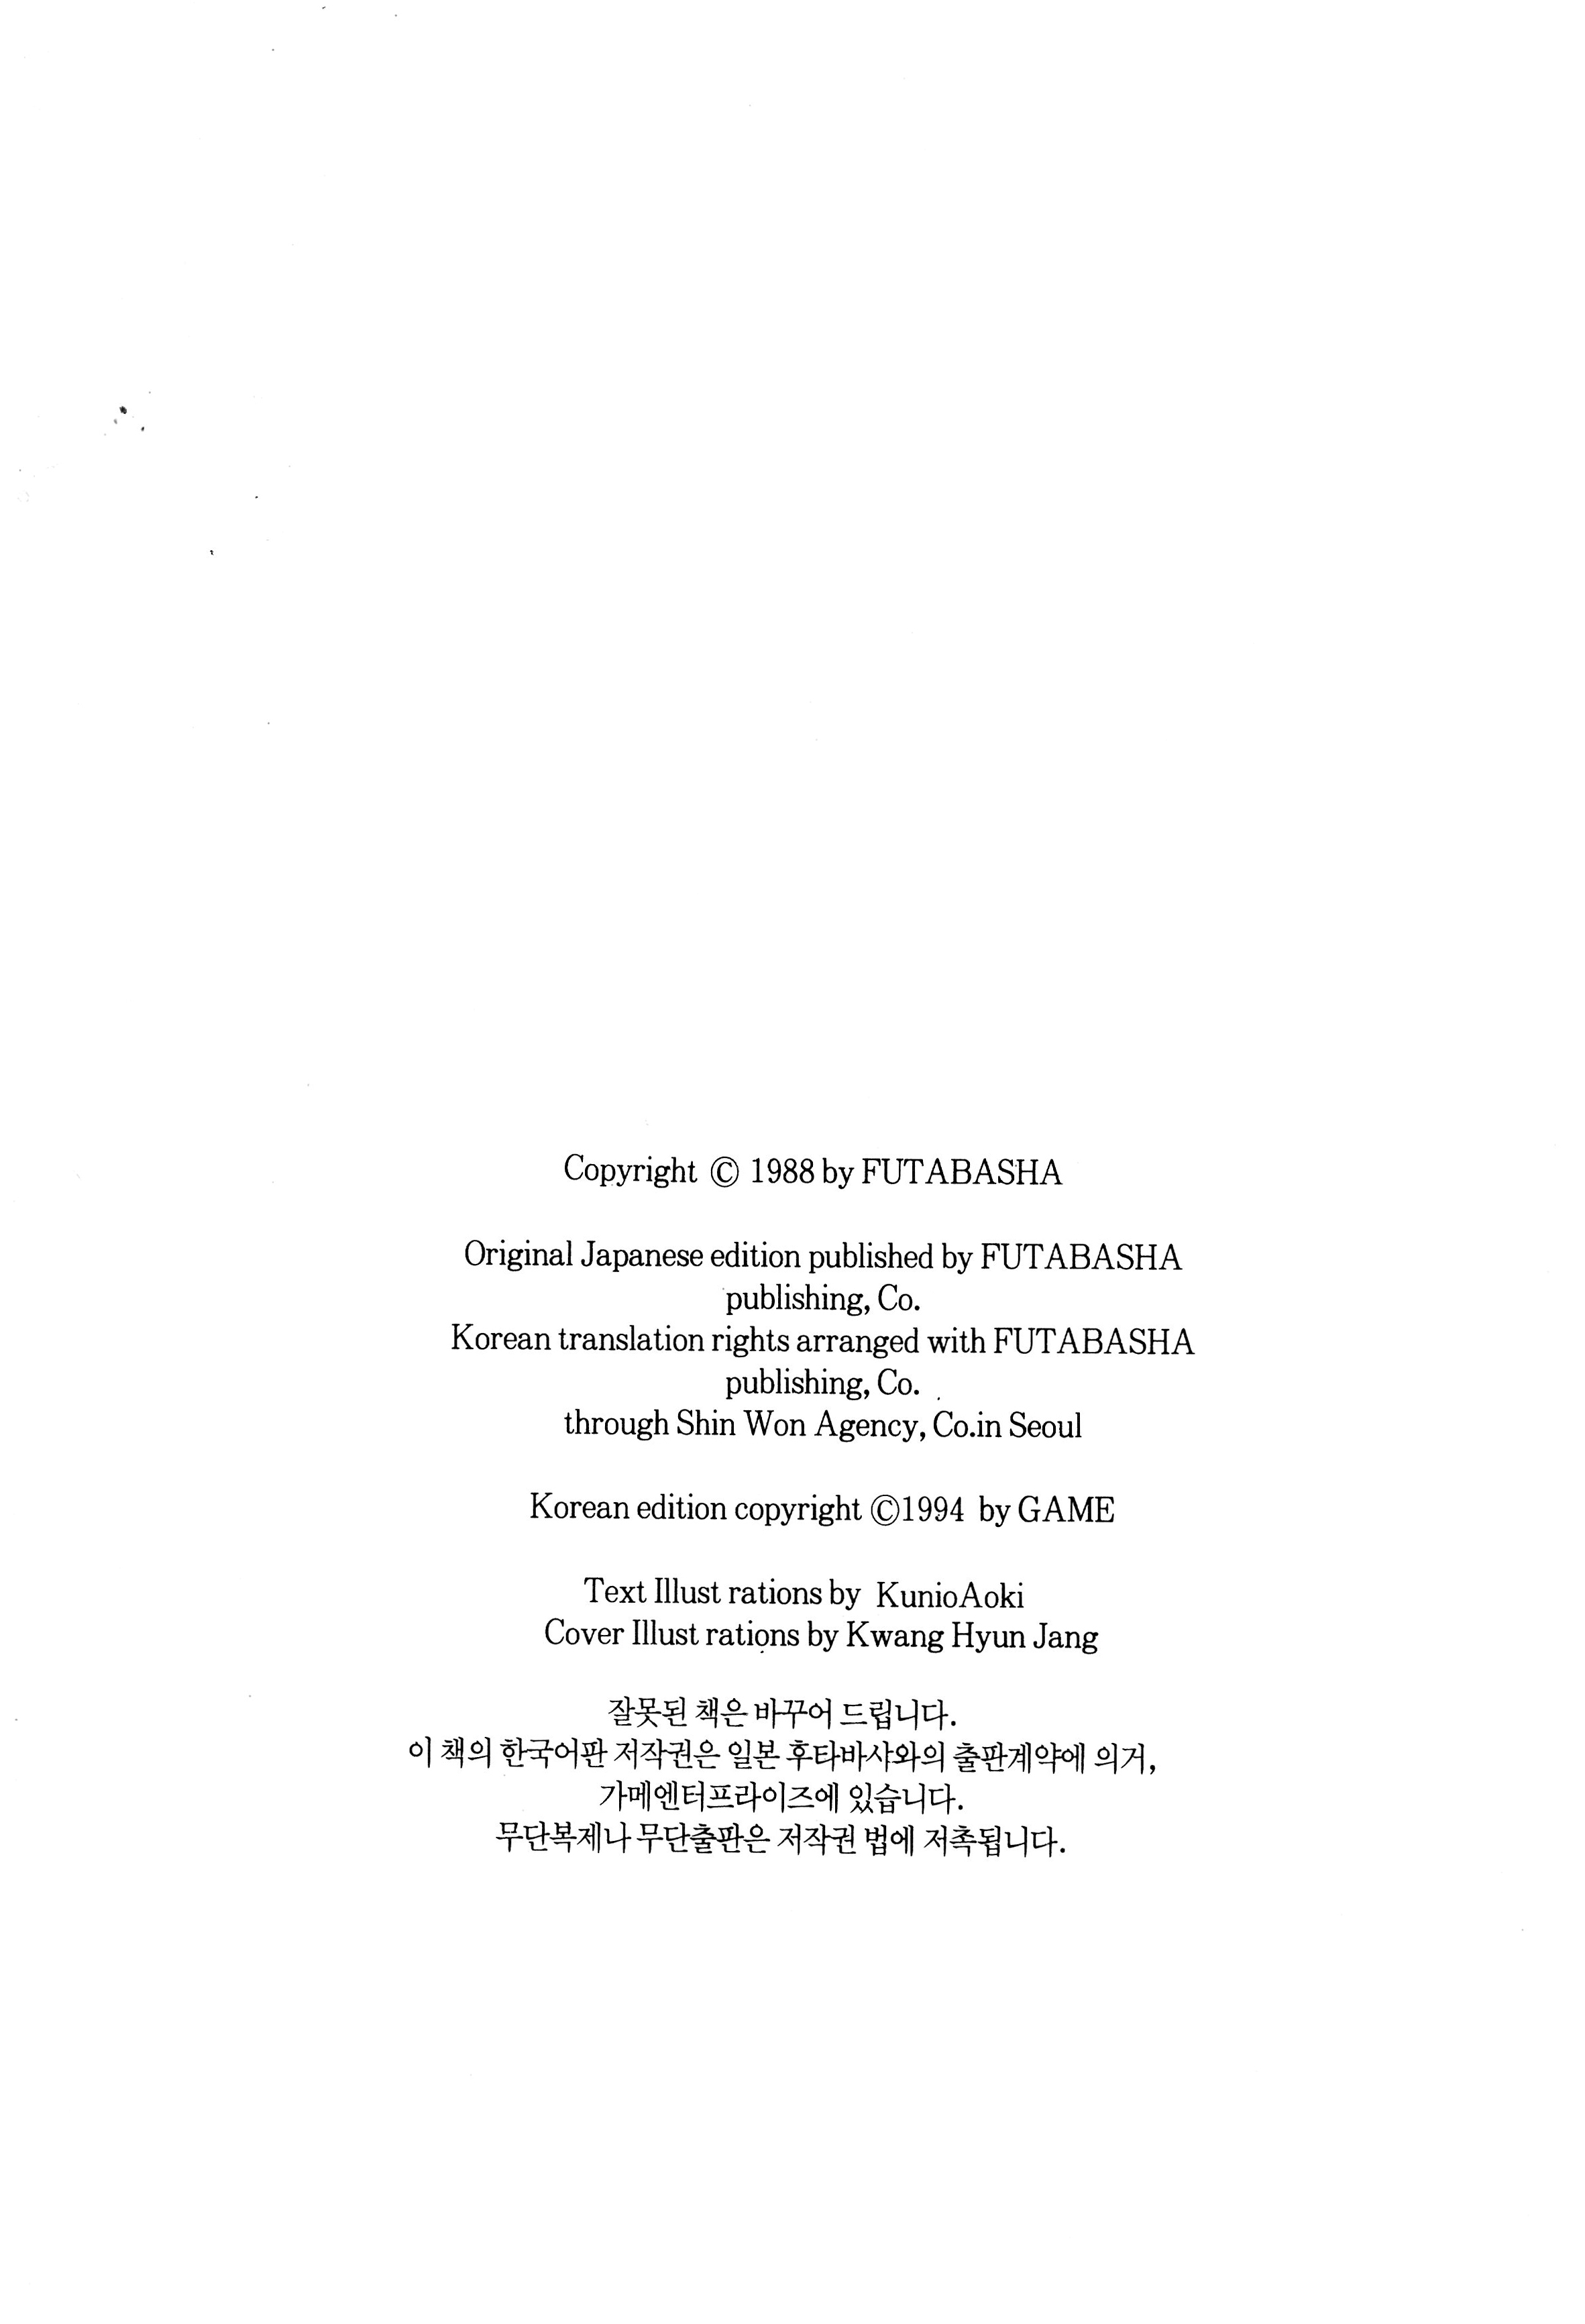 Copyright © 1988 by FUTABASHA
Original Japanese edition published by FUTABASHA
publishing, Co.
Korean translation rights arranged with FUTABASHA
publishing, Co.
through Shin Won Agency, Co.in Seoul
Korean edition copyright ©1994 by GAME
Text Illust rations by KunioAoki
Cover Illust rations by Kwang Hyun Jang
잘못된 책은 바꾸어 드립니다.
이 책의 한국어판 저작권은 일본 후타바샤와의 출판계약에 의거,
가메엔터프라이즈에 있습니다.
무단복제나 무단출판은 저작권 법에 저촉됩니다.